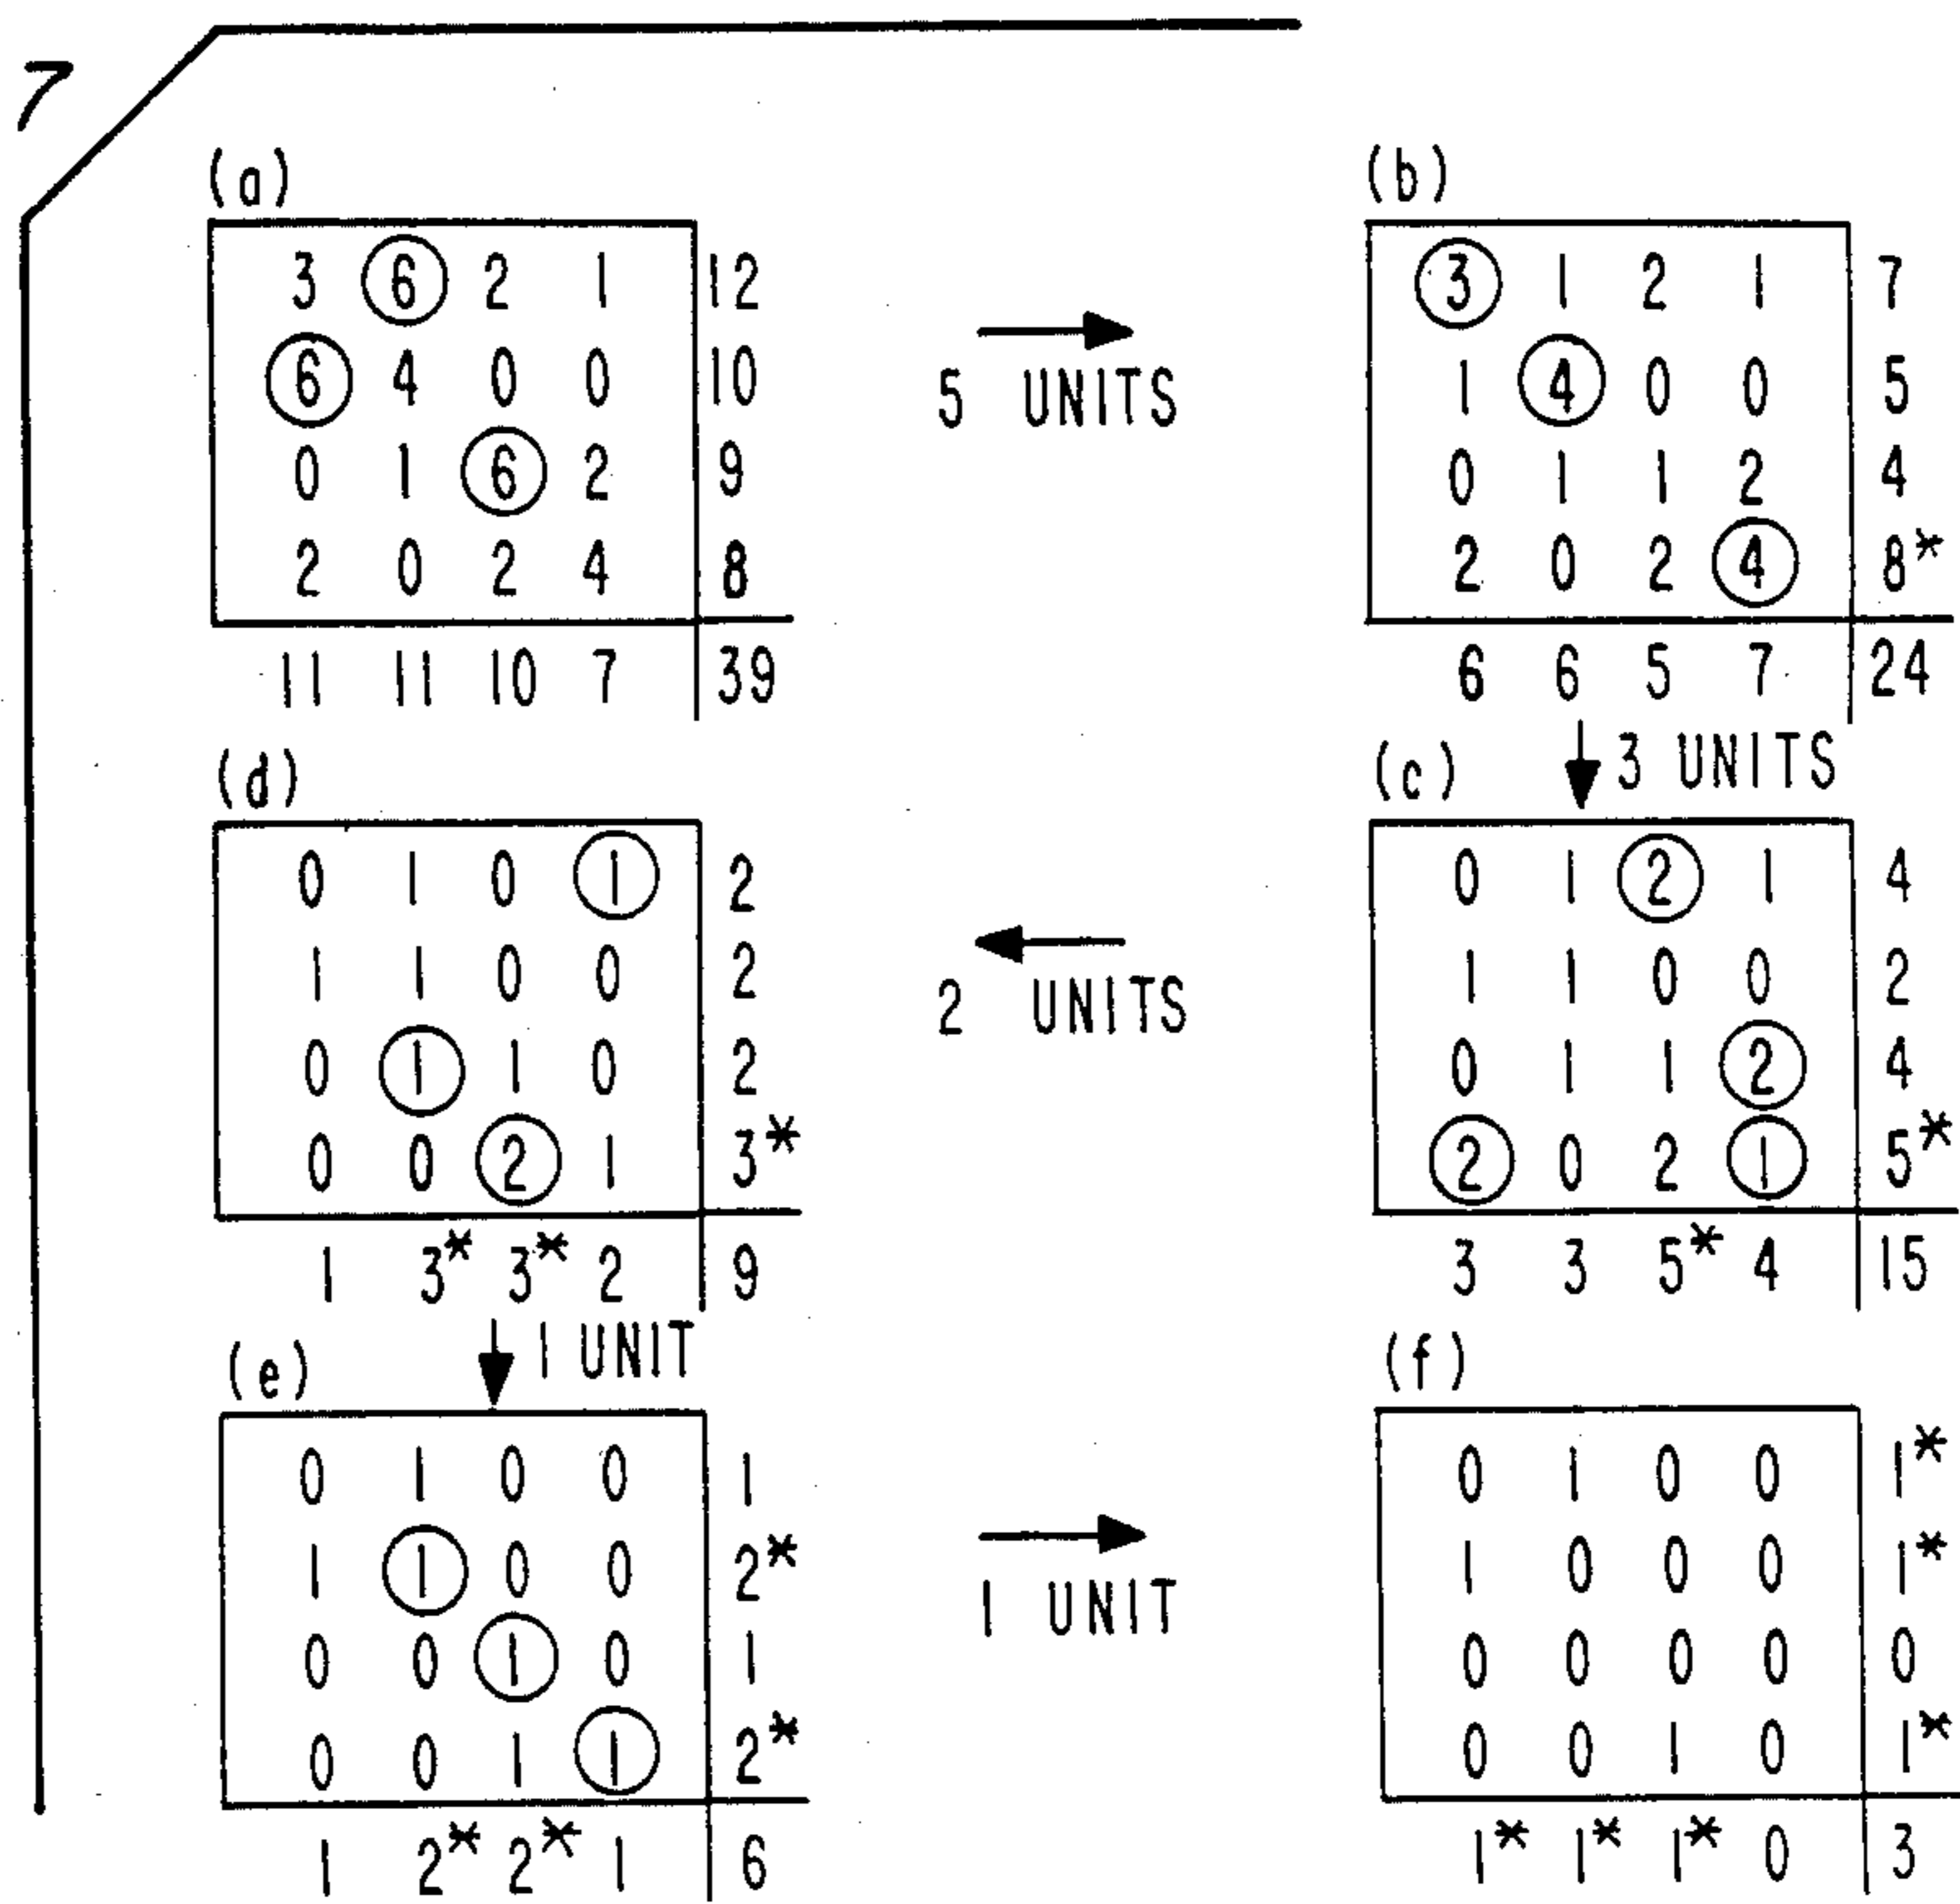 7
(a)
3 6 2 1 12
6 4 0 0 10
0 1 6 2 9
2 0 2 4 8
11 11 10 7 39
5 UNITS
(b)
3 1 2 1 7
1 4 0 0 5
0 1 1 2 4
2 0 2 4 8*
6 6 5 7 24
3 UNITS
(c)
0 1 2 1 4
1 1 0 0 2
0 1 1 2 4
2 0 2 1 5*
3 3 5* 4 15
2 UNITS
(d)
0 1 0 1 2
1 1 0 0 2
0 1 1 0 2
0 0 2 1 3*
1 3* 3* 2 9
1 UNIT
(e)
0 1 0 0 1
1 1 0 0 2*
0 0 1 0 1
0 0 1 1 2*
1 2* 2* 1 6
1 UNIT
(f)
0 1 0 0 1*
1 0 0 0 1*
0 0 0 0 0
0 0 1 0 1*
1* 1* 1* 0 3